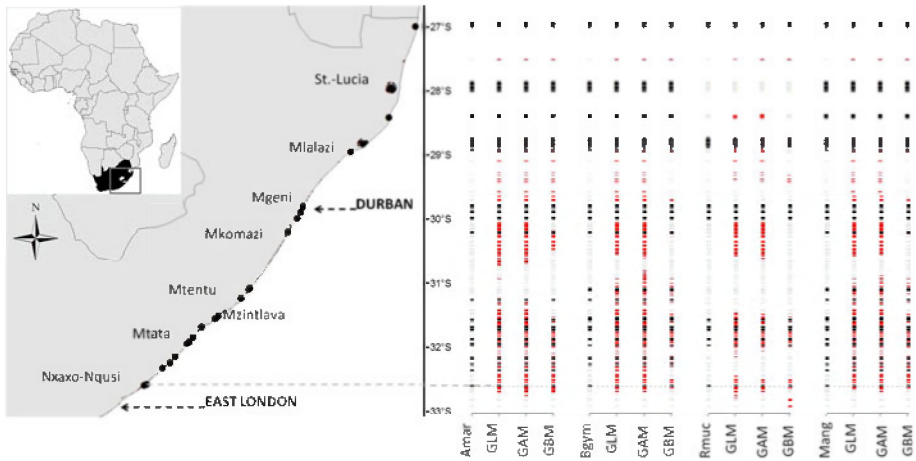 N
St.-Lucia
Mlalazi
Mgeni
DURBAN
Mkomazi
Mtentu
Mzintlava
Mtata
Nxaxo-Nqusi
EAST LONDON
27°S
28°S
29°S
30°S
31°S
32°S
33°S
Amar
GLM
GAM
GBM
Bgym
GLM
GAM
GBM
Rmuc
GLM
GAM
GBM
Mang
GLM
GAM
GBM